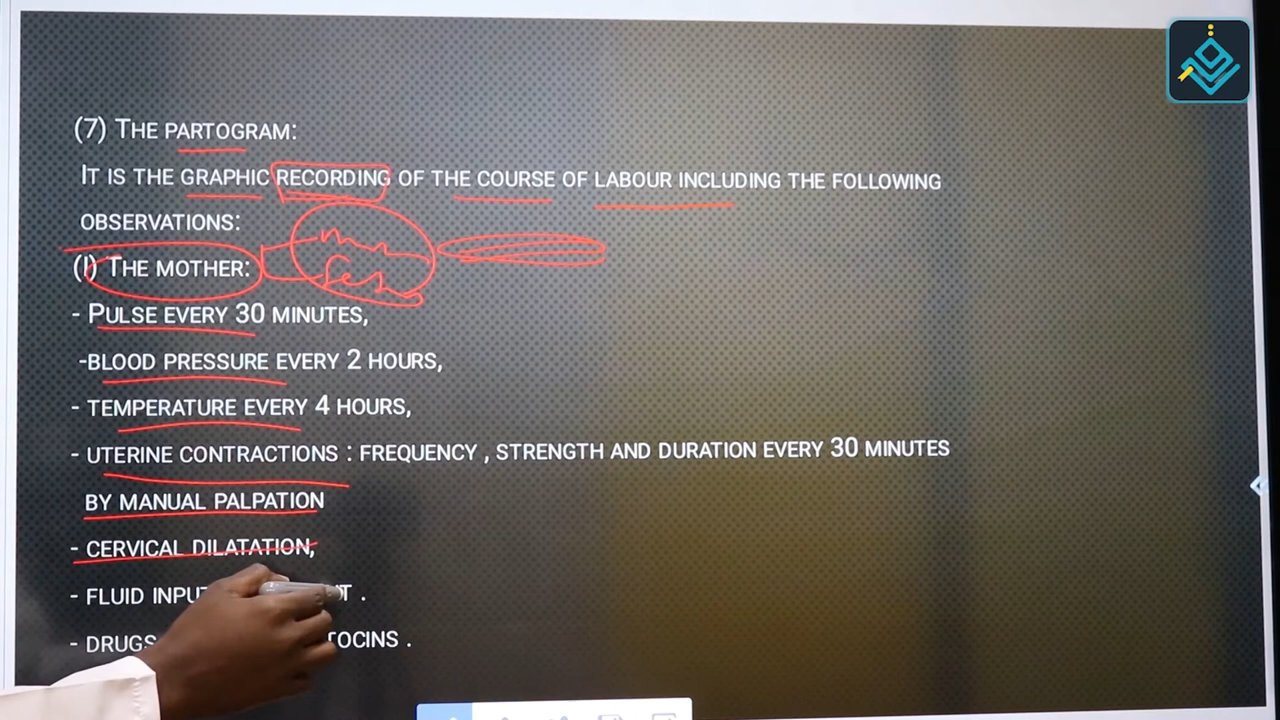 (7) THE PARTOGRAM:
IT IS THE GRAPHIC RECORDING OF THE COURSE OF LABOUR INCLUDING THE FOLLOWING
OBSERVATIONS:
(I) THE MOTHER:
- PULSE EVERY 30 MINUTES,
-BLOOD PRESSURE EVERY 2 HOURS,
- TEMPERATURE EVERY 4 HOURS,
- UTERINE CONTRACTIONS : FREQUENCY , STRENGTH AND DURATION EVERY 30 MINUTES
BY MANUAL PALPATION
- CERVICAL DILATATION,
- FLUID INPUT
- DRUGS